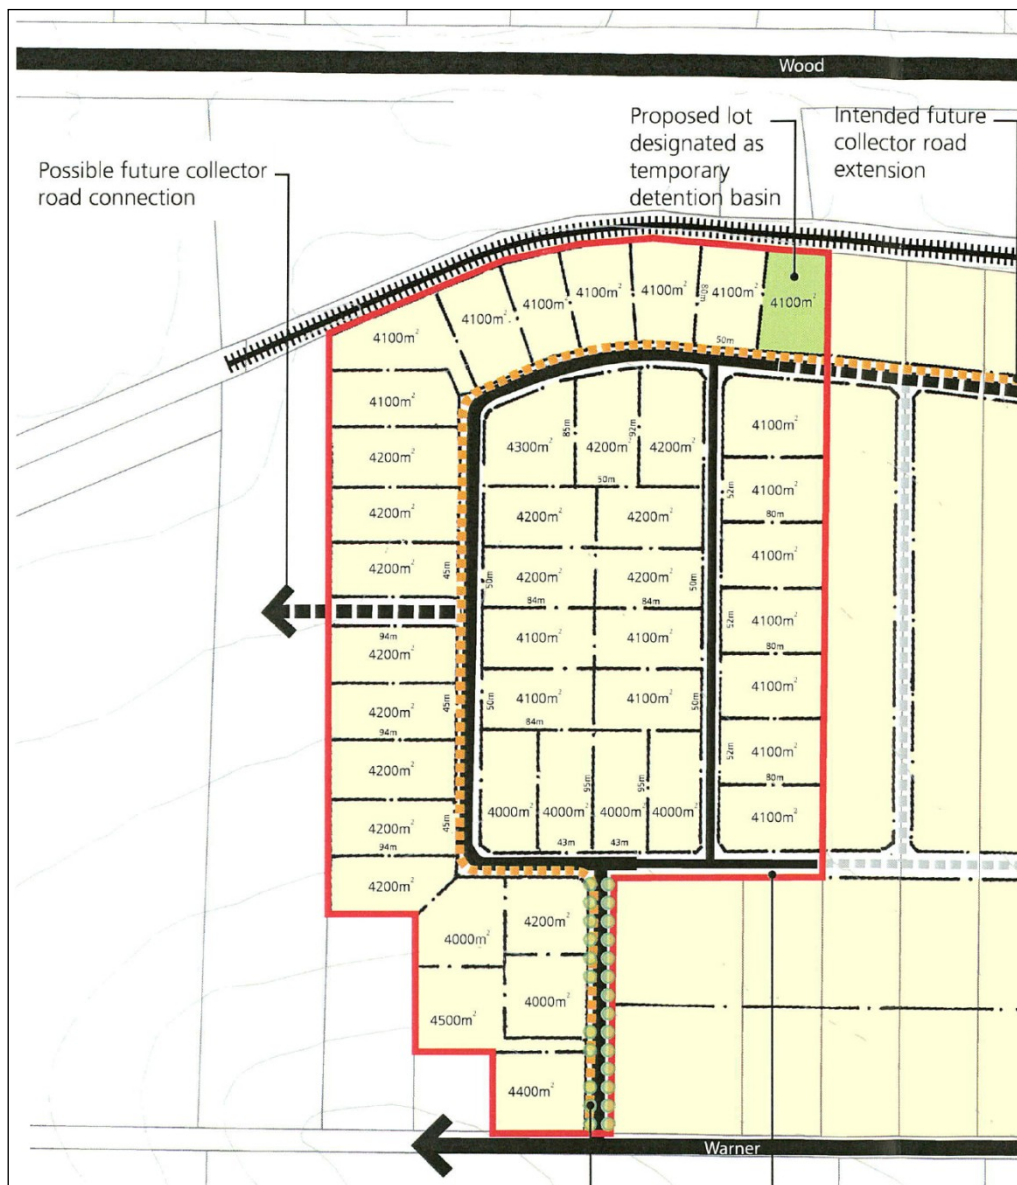 Wood
Proposed lot
designated as
temporary
detention basin
Intended future
collector road
extension
Possible future collector
road connection
4100m²
4100m²
4100m²
4100m²
4100m²
4100m²
4100m²
80m
50m
4100m²
4200m²
4200m²
4200m²
45m
94m
4200m²
4200m²
45m
94m
4200m²
4200m²
45m
94m
4200m²
4300m²
85m
4200m²
92m
4200m²
50m
4200m²
4200m²
4200m²
4200m²
50m
50m
84m
84m
4100m²
4100m²
4100m²
4100m²
50m
50m
84m
95m
95m
4000m²
4000m²
4000m²
4000m²
43m
43m
4100m²
4100m²
52m
80m
4100m²
4100m²
52m
80m
4100m²
4100m²
52m
80m
4100m²
4200m²
4000m²
4000m²
4500m²
4400m²
Warner